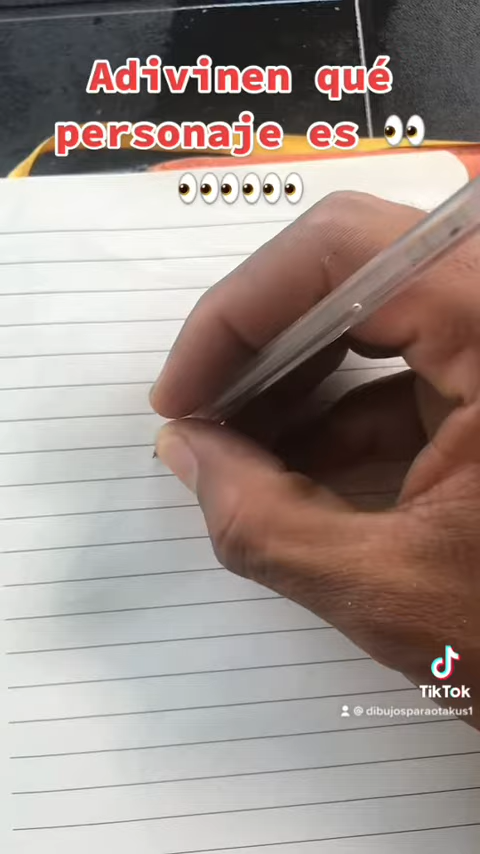 Adivinen qué
personaje es 👀
👀👀👀
TikTok
@dibujosparaotakus1